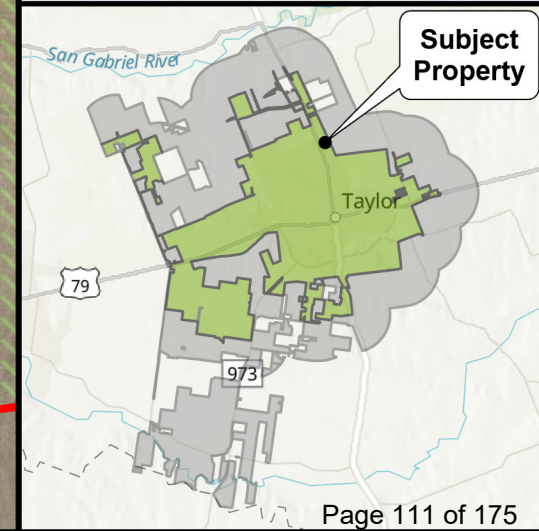 San Gabriel River
Subject
Property
Taylor
79
973
Page 111 of 175